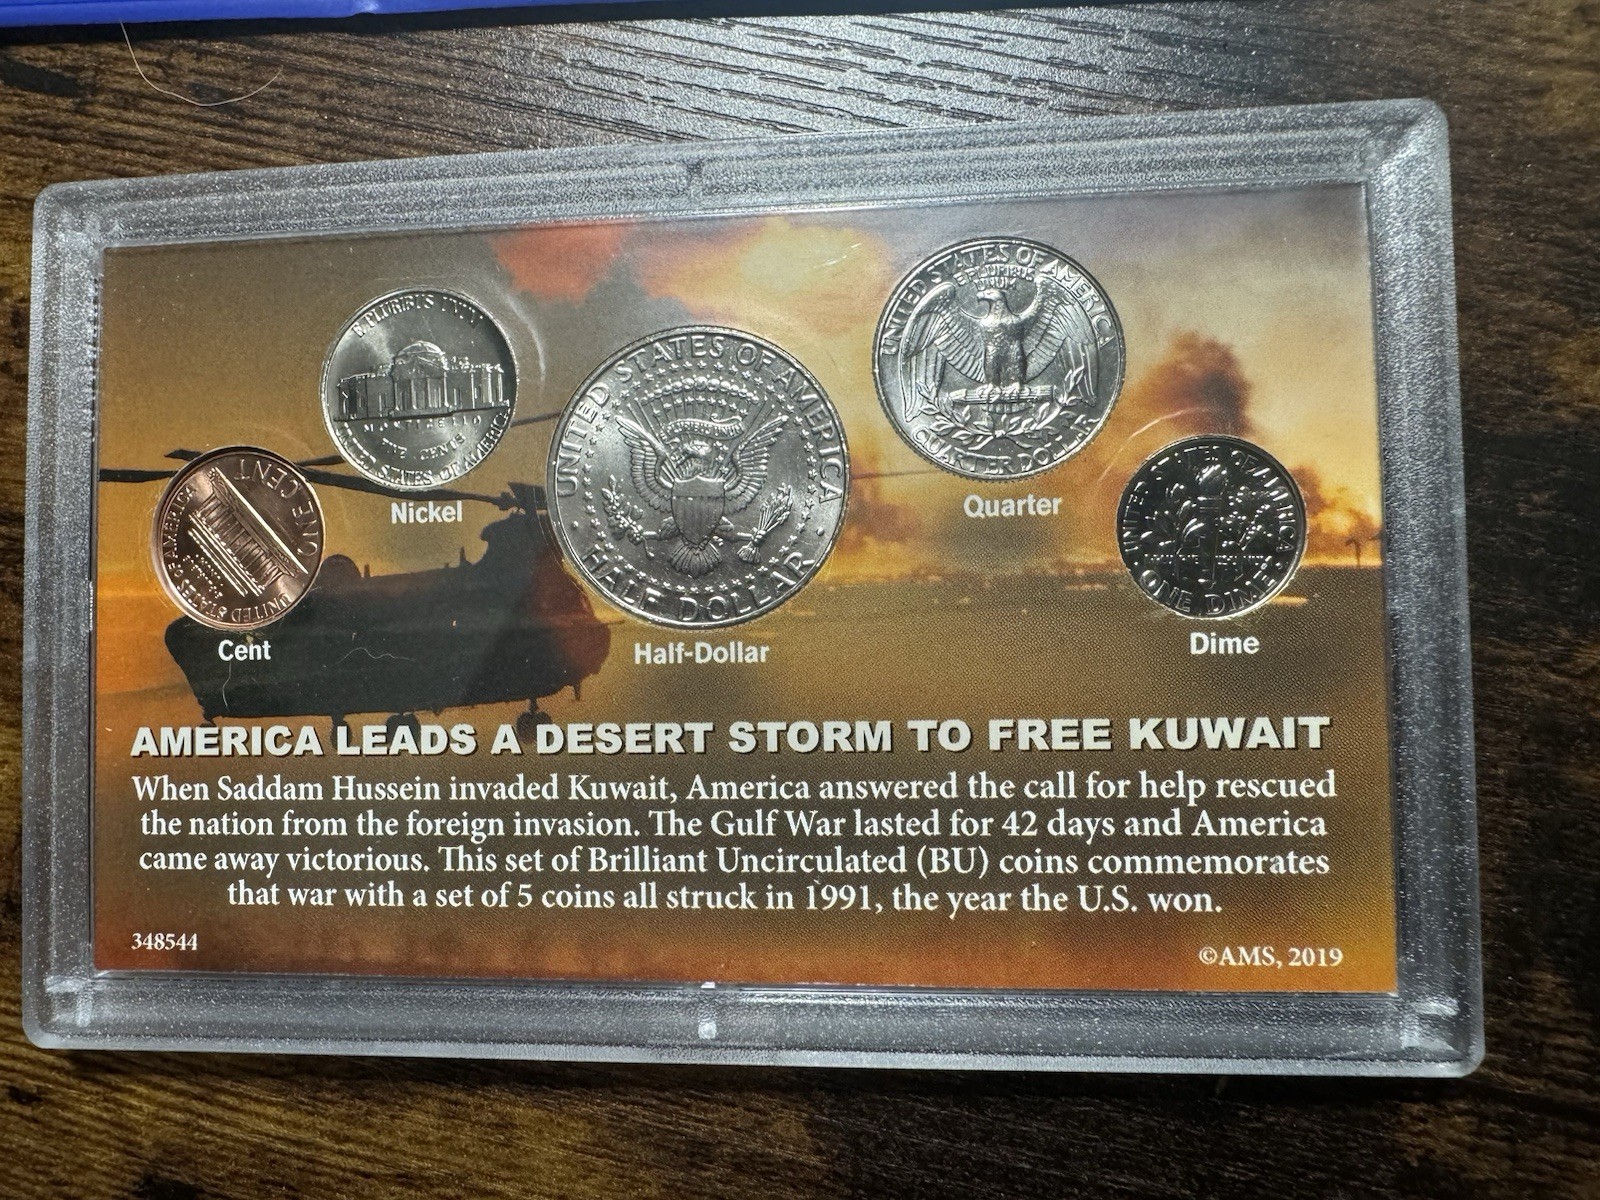 UNITED STATES OF AMERICA
E PLURIBUS
UNUM
QUARTER DOLLAR
Quarter
E PLURIBUS UNUM
MONTICELLO
FIVE CENTS
UNITED STATES OF AMERICA
Nickel
UNITED STATES OF AMERICA
HALF DOLLAR
Half-Dollar
ONE CENT
UNITED STATES OF AMERICA
Cent
UNITED STATES OF AMERICA
ONE DIME
Dime
AMERICA LEADS A DESERT STORM TO FREE KUWAIT
When Saddam Hussein invaded Kuwait, America answered the call for help rescued
the nation from the foreign invasion. The Gulf War lasted for 42 days and America
came away victorious. This set of Brilliant Uncirculated (BU) coins commemorates
that war with a set of 5 coins all struck in 1991, the year the U.S. won.
348544
©AMS, 2019